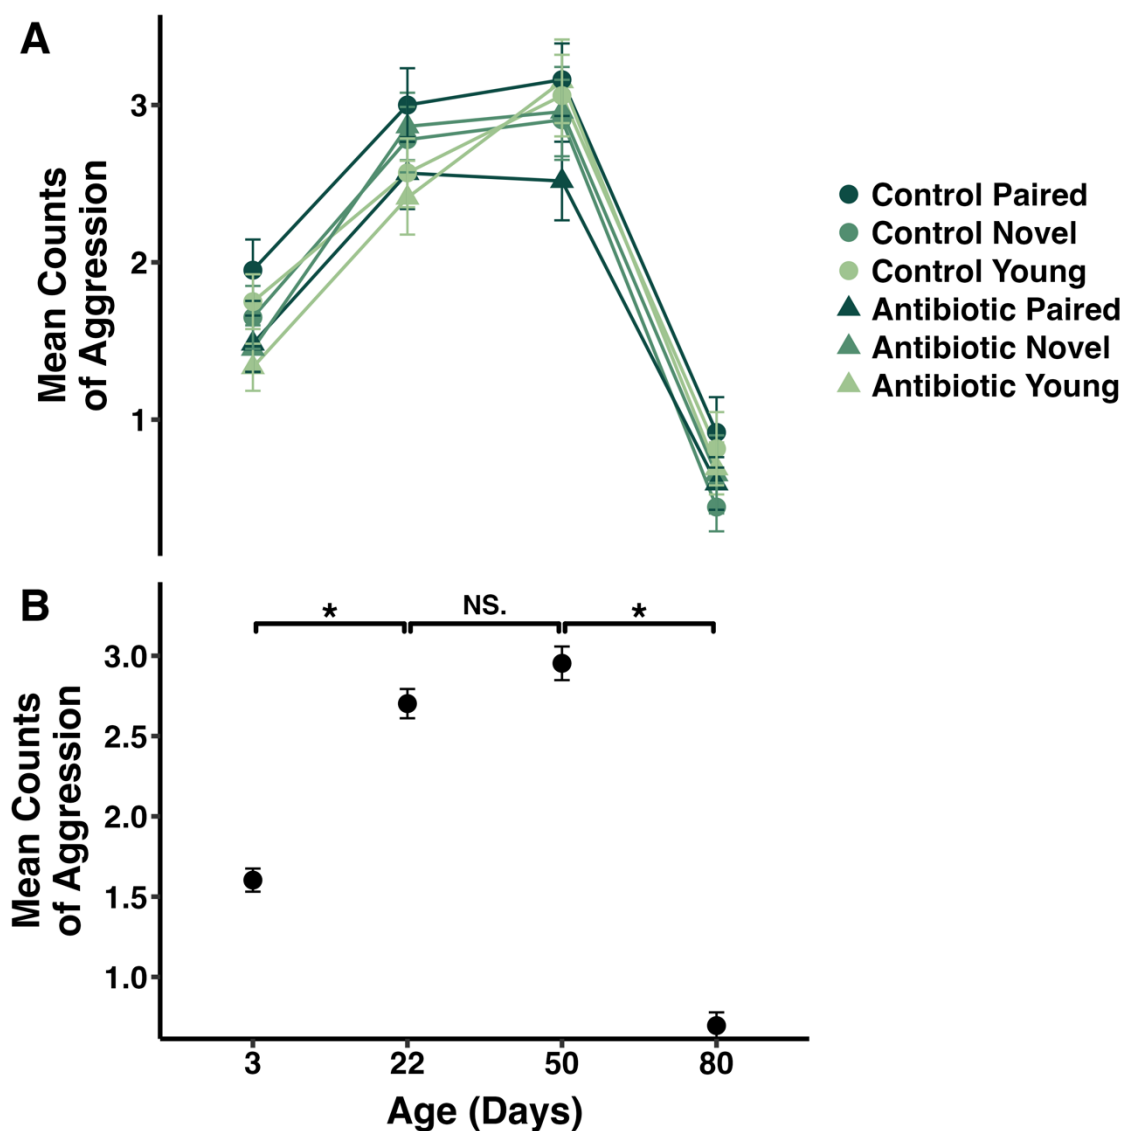 A
Mean Counts
of Aggression
3
2
1
Control Paired
Control Novel
Control Young
Antibiotic Paired
Antibiotic Novel
Antibiotic Young
B
Mean Counts
of Aggression
* NS. *
3.0
2.5
2.0
1.5
1.0
3 22 50 80
Age (Days)